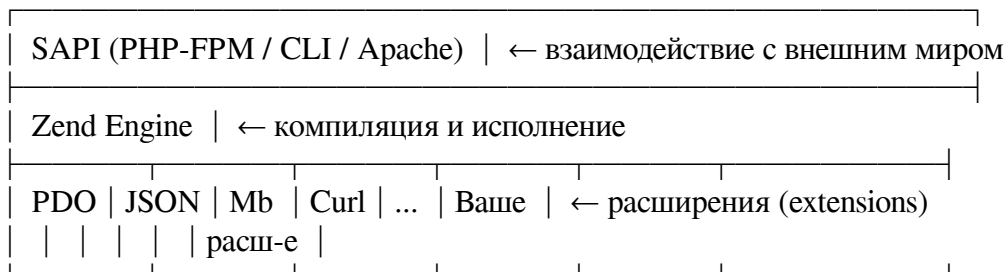 SAPI (PHP-FPM / CLI / Apache) │ ← взаимодействие с внешним миром
Zend Engine │ ← компиляция и исполнение
PDO │ JSON │ Mb │ Curl │ ... │ Ваше │ ← расширения (extensions)
расш-е